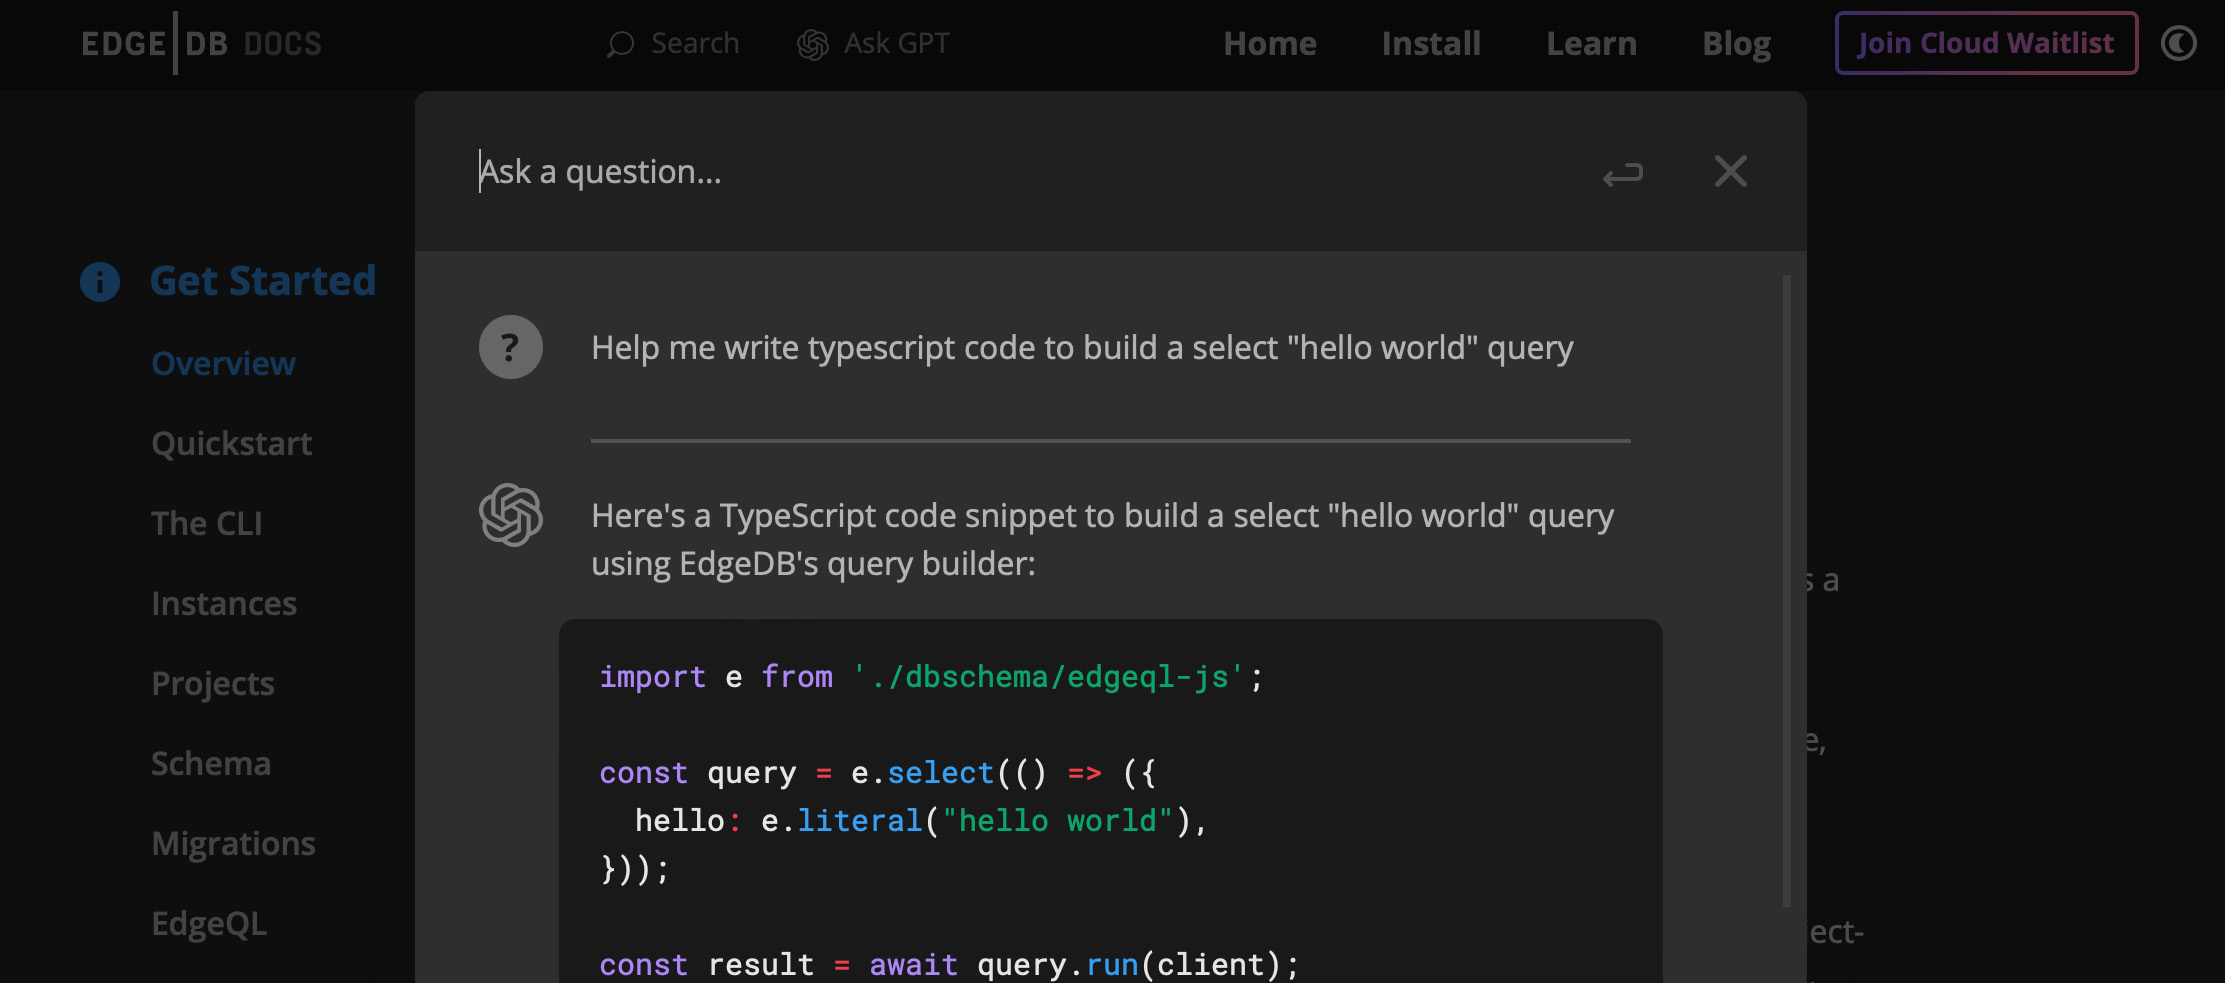 EDGE|DB DOCS
Search
Ask GPT
Home
Install
Learn
Blog
Join Cloud Waitlist
Ask a question...
Get Started
Overview
Quickstart
The CLI
Instances
Projects
Schema
Migrations
EdgeQL
?
Help me write typescript code to build a select "hello world" query
Here's a TypeScript code snippet to build a select "hello world" query
using EdgeDB's query builder:
import e from './dbschema/edgeql-js';
const query = e.select(() => ({
  hello: e.literal("hello world"),
}));
const result = await query.run(client);
a